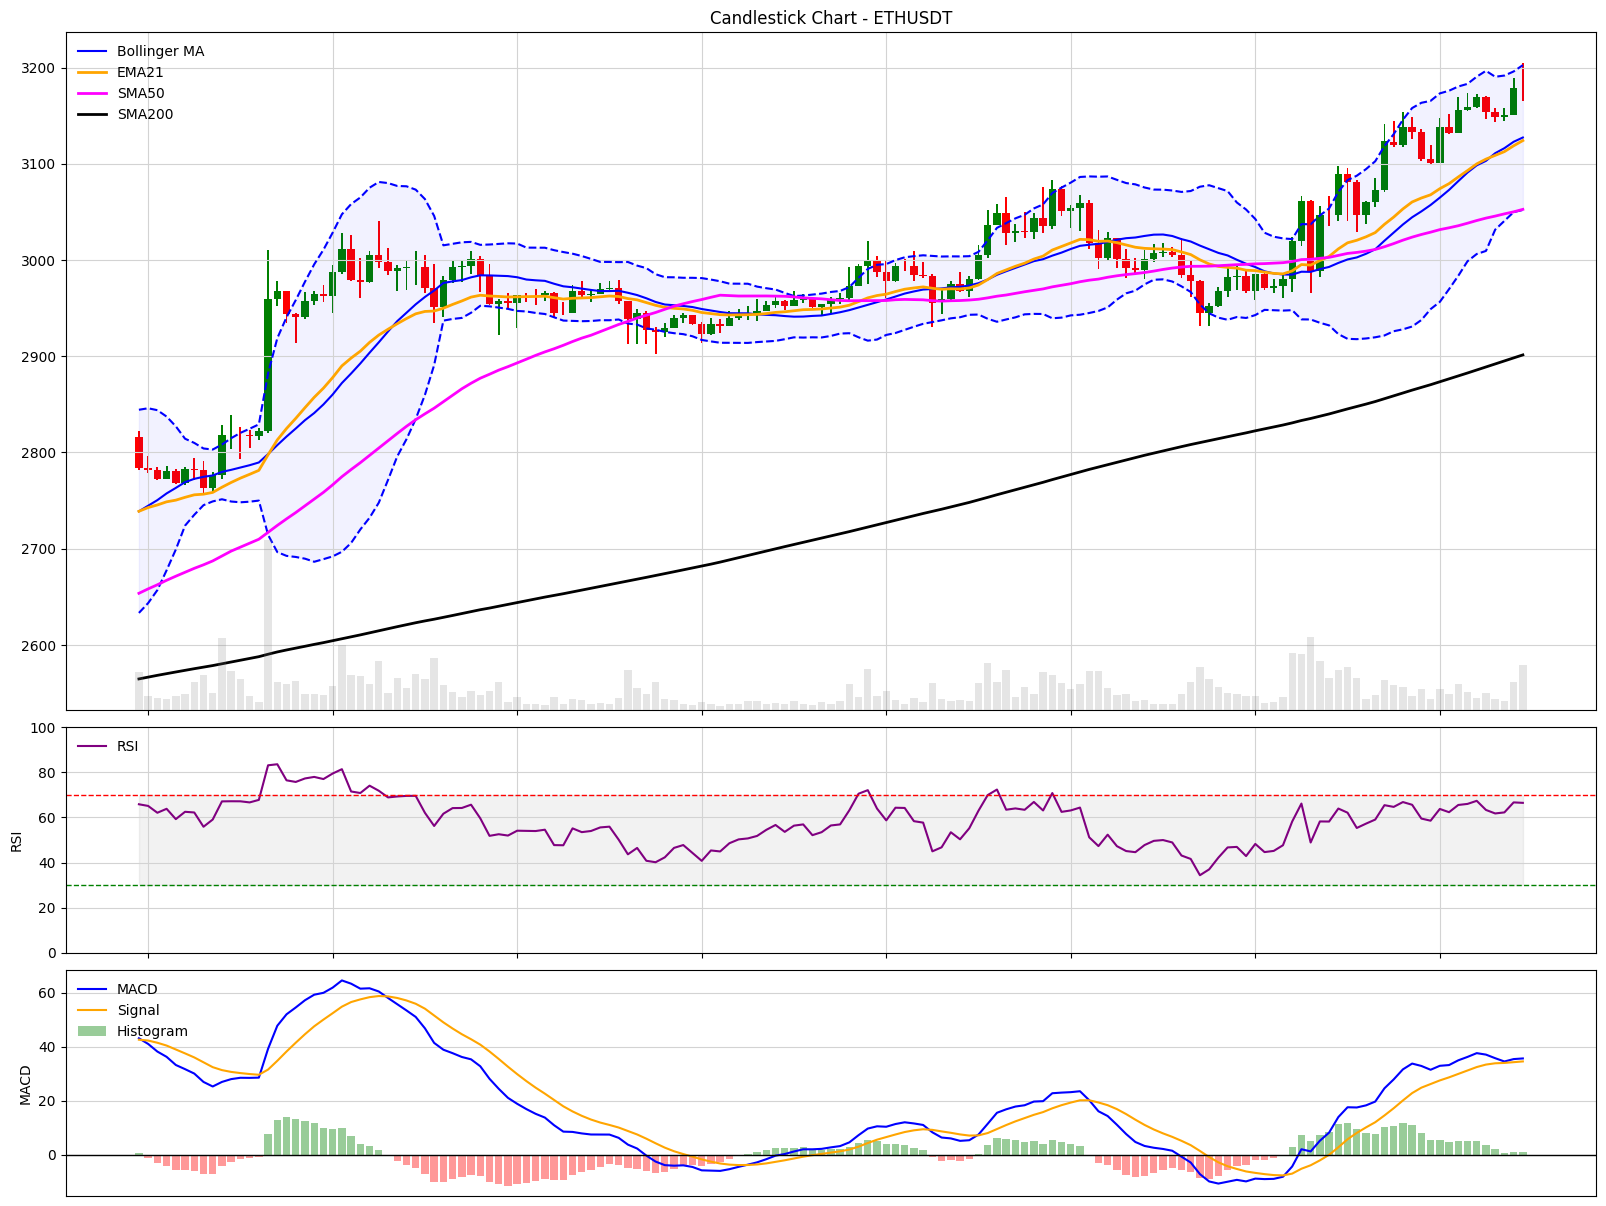 Candlestick Chart - ETHUSDT
Bollinger MA
EMA21
SMA50
SMA200
3200
3100
3000
2900
2800
2700
2600
RSI
RSI
100
80
60
40
20
0
MACD
Signal
Histogram
MACD
60
40
20
0